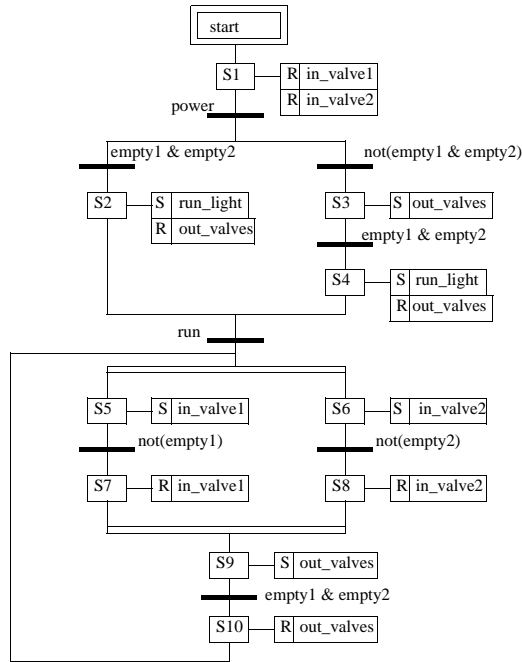 start
S1 R in_valve1
R in_valve2
power
empty1 & empty2 not(empty1 & empty2)
S2 S run_light S3 S out_valves
R out_valves
empty1 & empty2
S4 S run_light
R out_valves
run
S5 S in_valve1 S6 S in_valve2
not(empty1) not(empty2)
S7 R in_valve1 S8 R in_valve2
S9 S out_valves
empty1 & empty2
S10 R out_valves